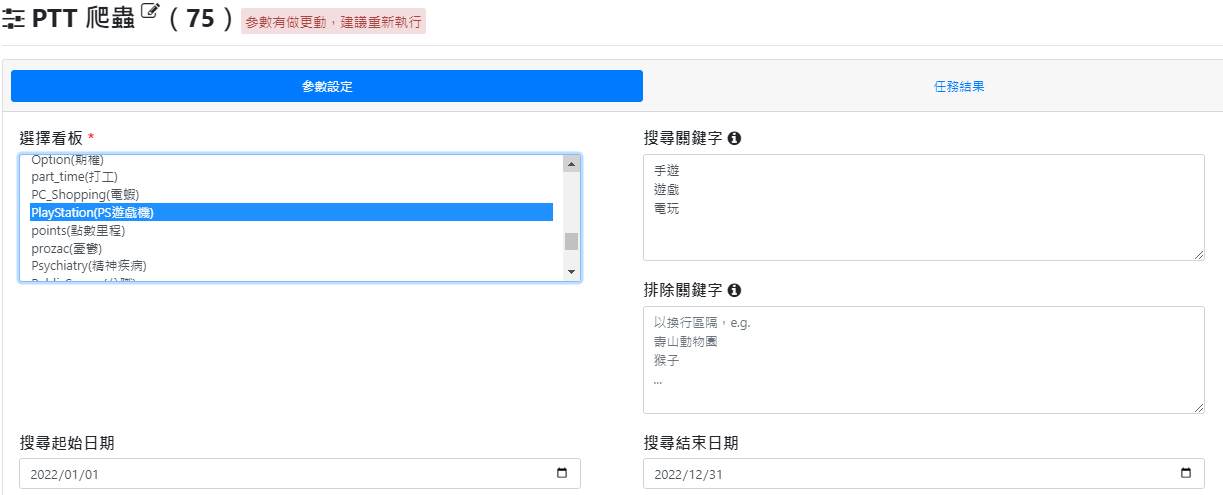 PTT 爬蟲 ( 75 ) 參數有做更動，建議重新執行
參數設定
任務結果
選擇看板 *
Option(期權)
part_time(打工)
PC_Shopping(電蝦)
PlayStation(PS遊戲機)
points(點數里程)
prozac(憂鬱)
Psychiatry(精神疾病)
搜尋關鍵字
手遊
遊戲
電玩
排除關鍵字
以換行區隔，e.g.
壽山動物園
猴子
...
搜尋起始日期
2022/01/01
搜尋結束日期
2022/12/31